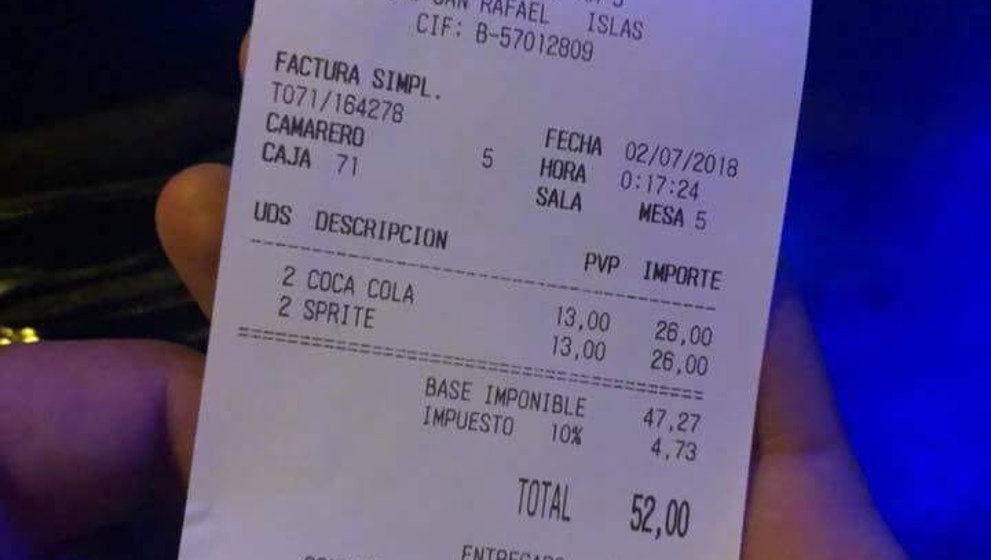 SAN RAFAEL ISLAS
CIF: B-57012809
FACTURA SIMPL.
T071/164278
CAMARERO 5 FECHA 02/07/2018
CAJA 71 HORA 0:17:24
SALA MESA 5
UDS DESCRIPCION PVP IMPORTE
2 COCA COLA 13,00 26,00
2 SPRITE 13,00 26,00
BASE IMPONIBLE 47,27
IMPUESTO 10% 4,73
TOTAL 52,00